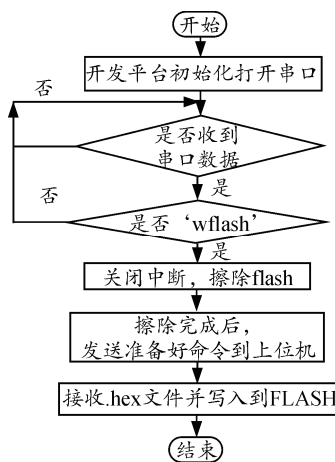 开始
开发平台初始化打开串口
否
是否收到
串口数据
是
否
是否‘wflash’
是
关闭中断，擦除flash
擦除完成后，
发送准备好命令到上位机
接收.hex文件并写入到FLASH
结束